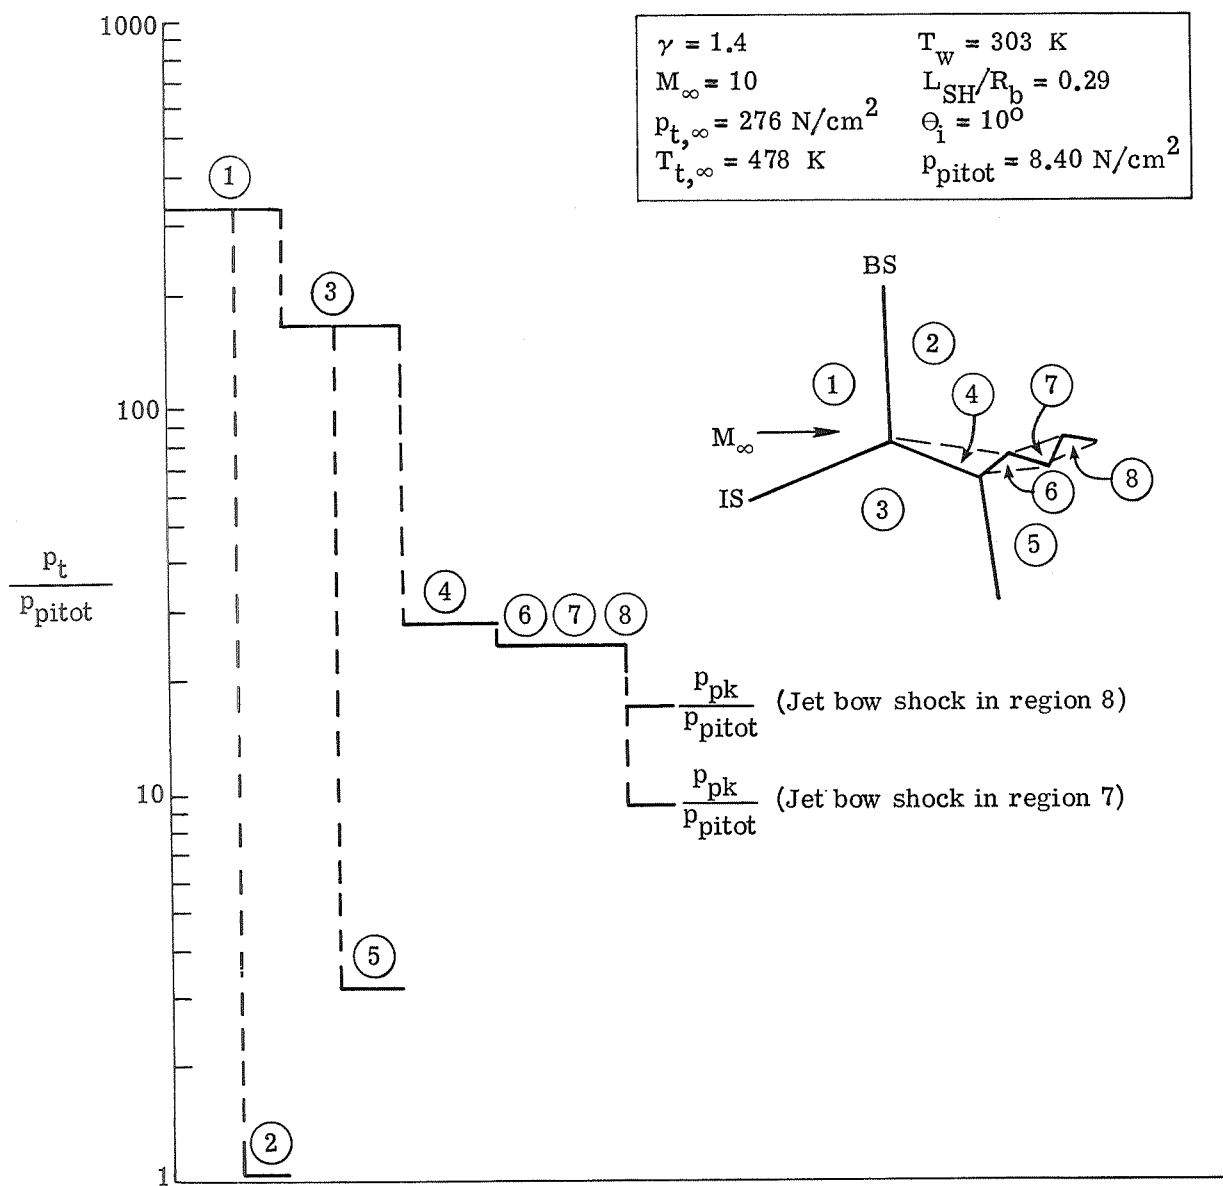 1000
γ = 1.4
T_w = 303 K
M_∞ = 10
L_SH/R_b = 0.29
p_t,∞ = 276 N/cm²
Θ_i = 10°
T_t,∞ = 478 K
p_pitot = 8.40 N/cm²
1
3
BS
2
1
4
7
M_∞
IS
3
6
8
5
100
p_t
p_pitot
4
6 7 8
p_pk
p_pitot (Jet bow shock in region 8)
10
p_pk
p_pitot (Jet bow shock in region 7)
5
2
1